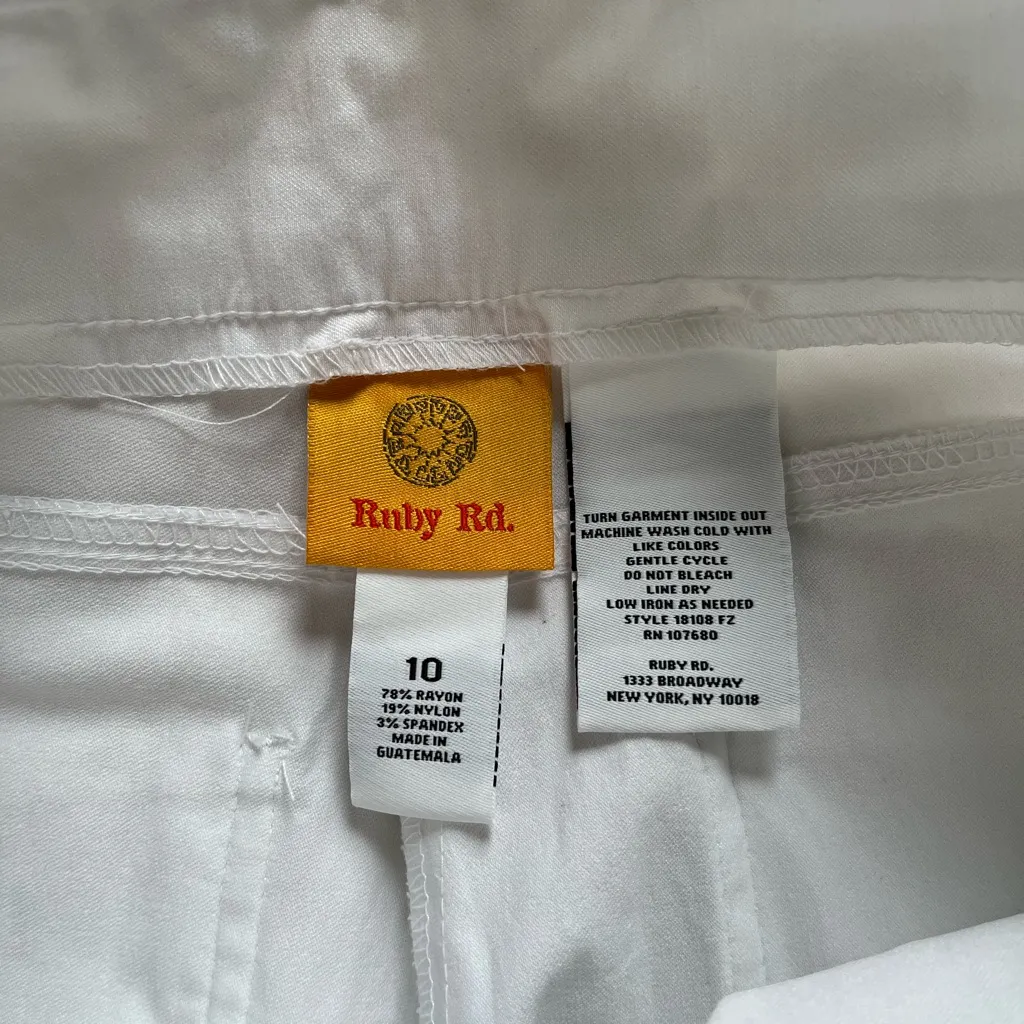 Ruby Rd.
10
78% RAYON
19% NYLON
3% SPANDEX
MADE IN
GUATEMALA
TURN GARMENT INSIDE OUT
MACHINE WASH COLD WITH
LIKE COLORS
GENTLE CYCLE
DO NOT BLEACH
LINE DRY
LOW IRON AS NEEDED
STYLE 18108 FZ
RN 107680
RUBY RD.
1333 BROADWAY
NEW YORK, NY 10018